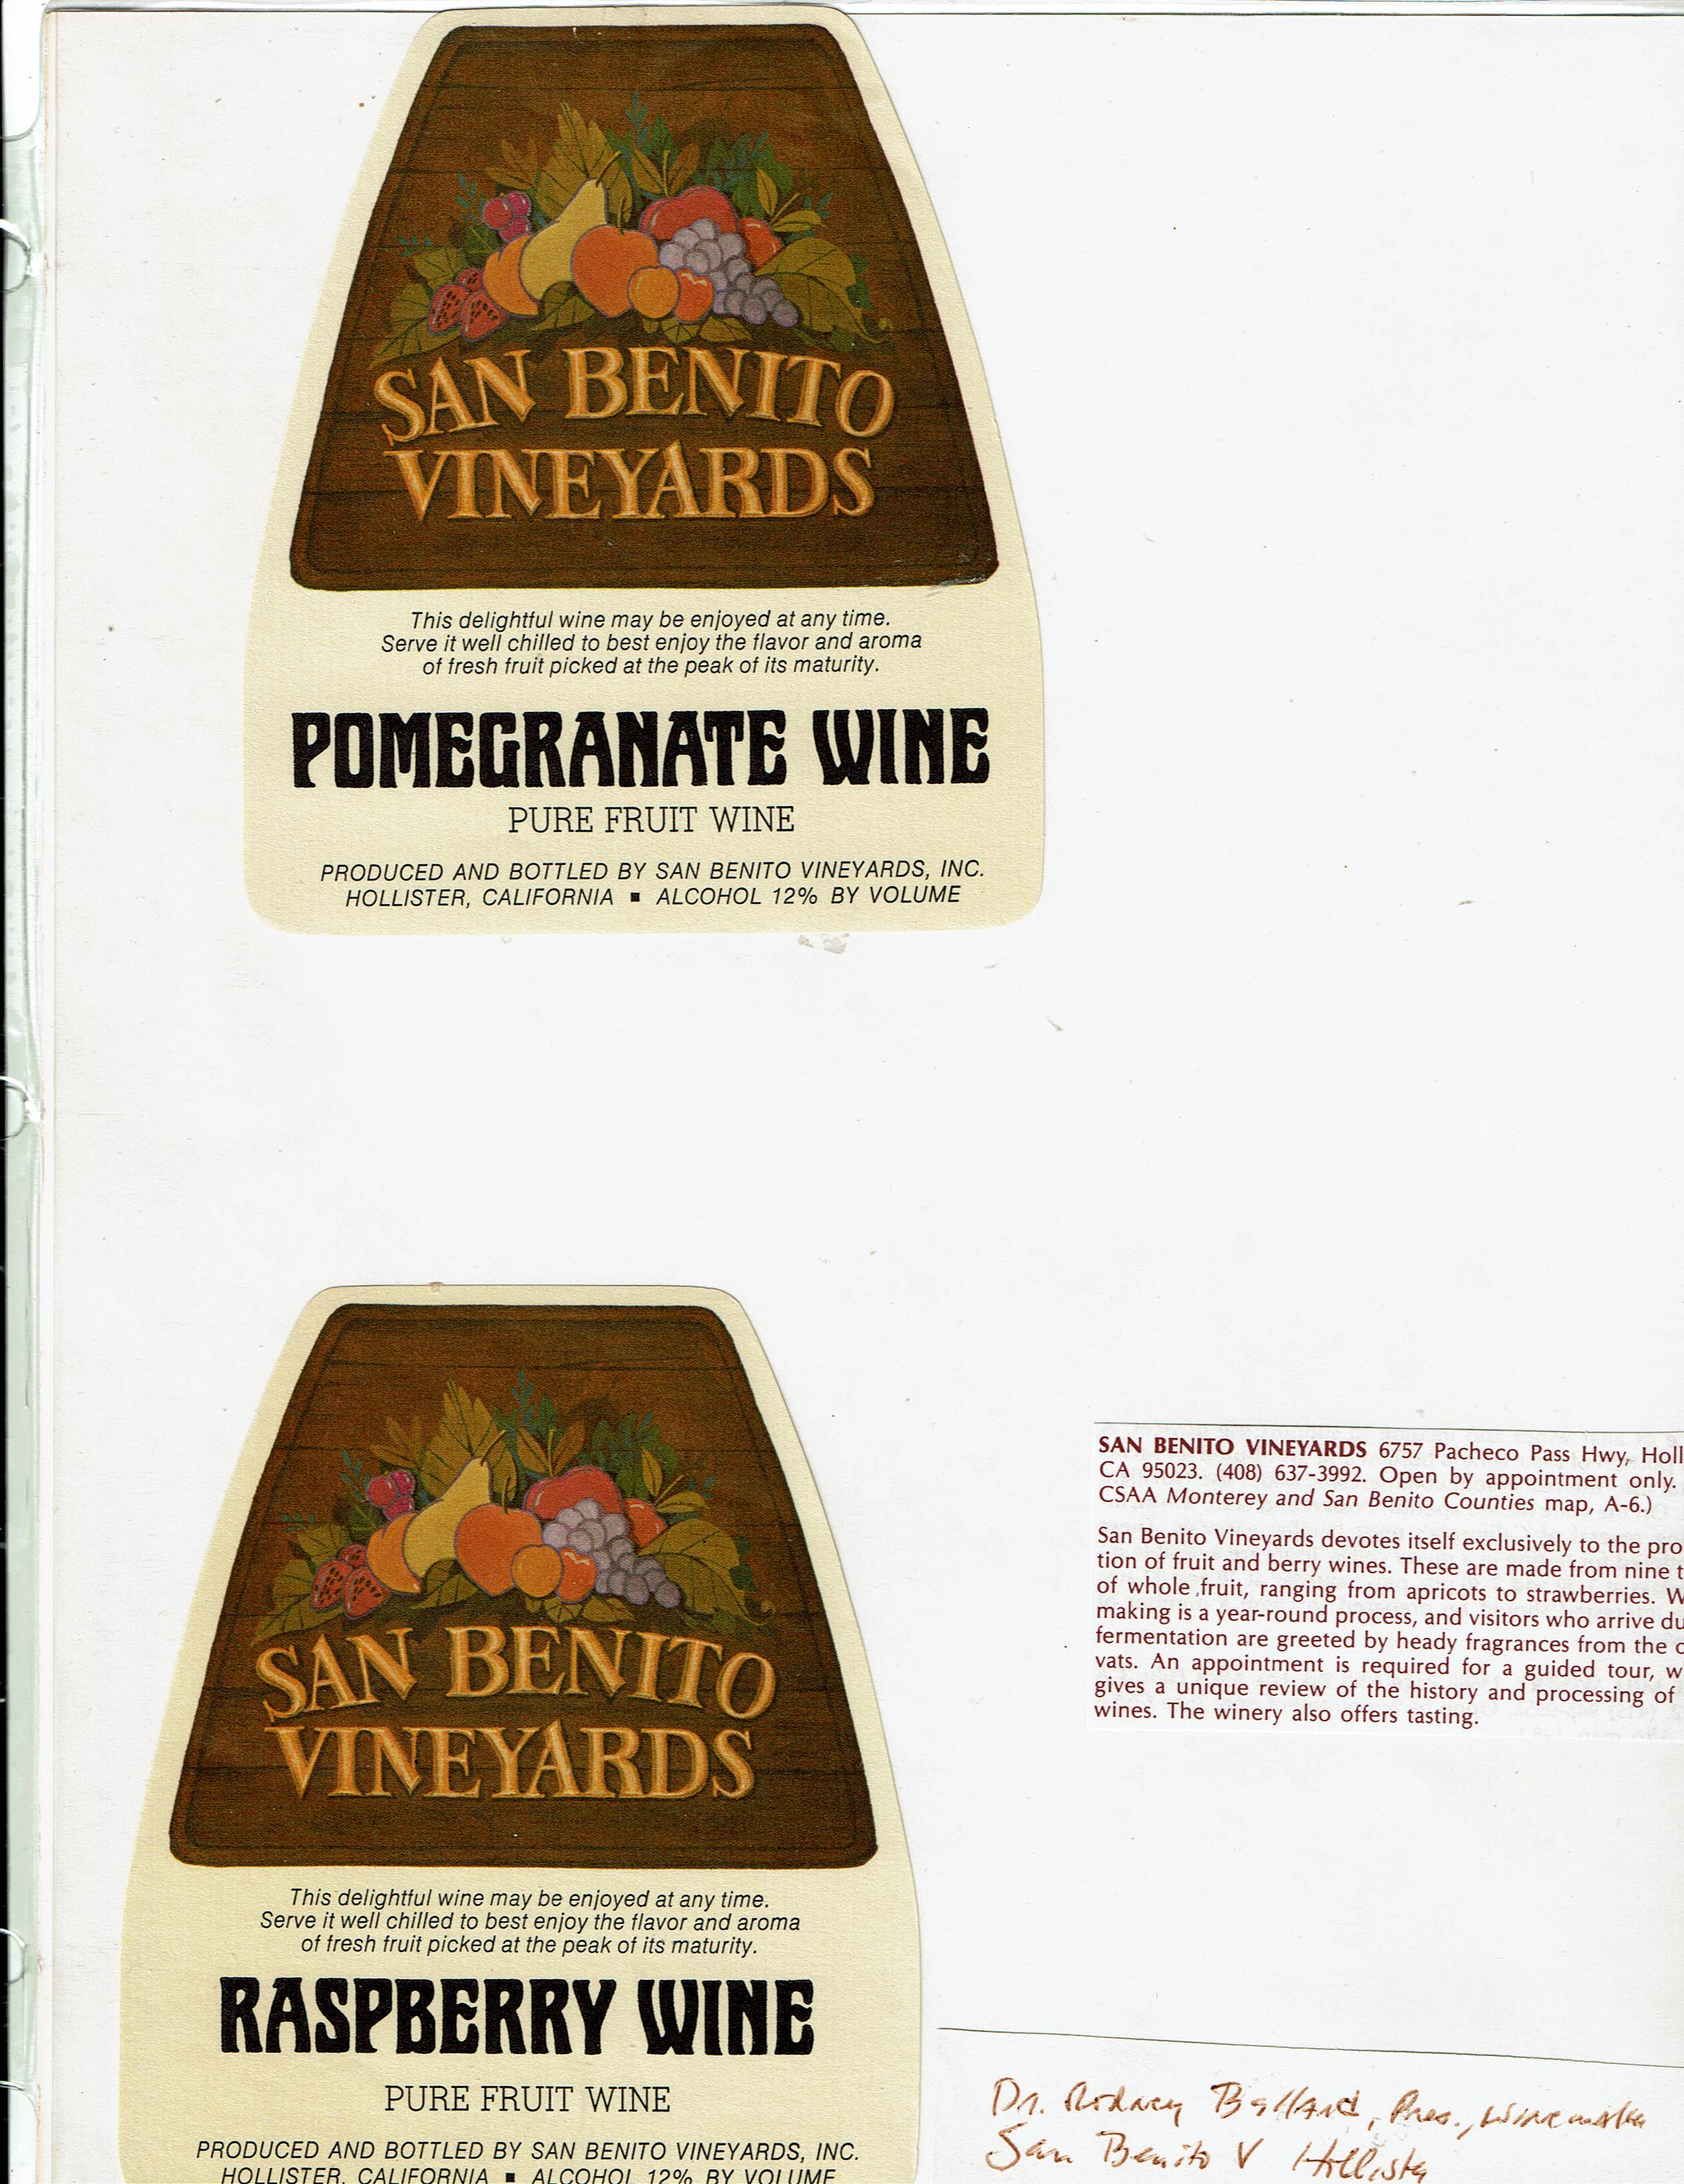 SAN BENITO
VINEYARDS
This delightful wine may be enjoyed at any time.
Serve it well chilled to best enjoy the flavor and aroma
of fresh fruit picked at the peak of its maturity.
POMEGRANATE WINE
PURE FRUIT WINE
PRODUCED AND BOTTLED BY SAN BENITO VINEYARDS, INC.
HOLLISTER, CALIFORNIA ▪ ALCOHOL 12% BY VOLUME
SAN BENITO
VINEYARDS
This delightful wine may be enjoyed at any time.
Serve it well chilled to best enjoy the flavor and aroma
of fresh fruit picked at the peak of its maturity.
RASPBERRY WINE
PURE FRUIT WINE
PRODUCED AND BOTTLED BY SAN BENITO VINEYARDS, INC.
HOLLISTER, CALIFORNIA ▪ ALCOHOL 12% BY VOLUME
SAN BENITO VINEYARDS 6757 Pacheco Pass Hwy, Holl
CA 95023. (408) 637-3992. Open by appointment only.
CSAA Monterey and San Benito Counties map, A-6.)
San Benito Vineyards devotes itself exclusively to the pro
tion of fruit and berry wines. These are made from nine t
of whole fruit, ranging from apricots to strawberries. W
making is a year-round process, and visitors who arrive du
fermentation are greeted by heady fragrances from the o
vats. An appointment is required for a guided tour, w
gives a unique review of the history and processing of
wines. The winery also offers tasting.
Dr. Rodney Ballard, Pres., winemaker
San Benito V Hollister